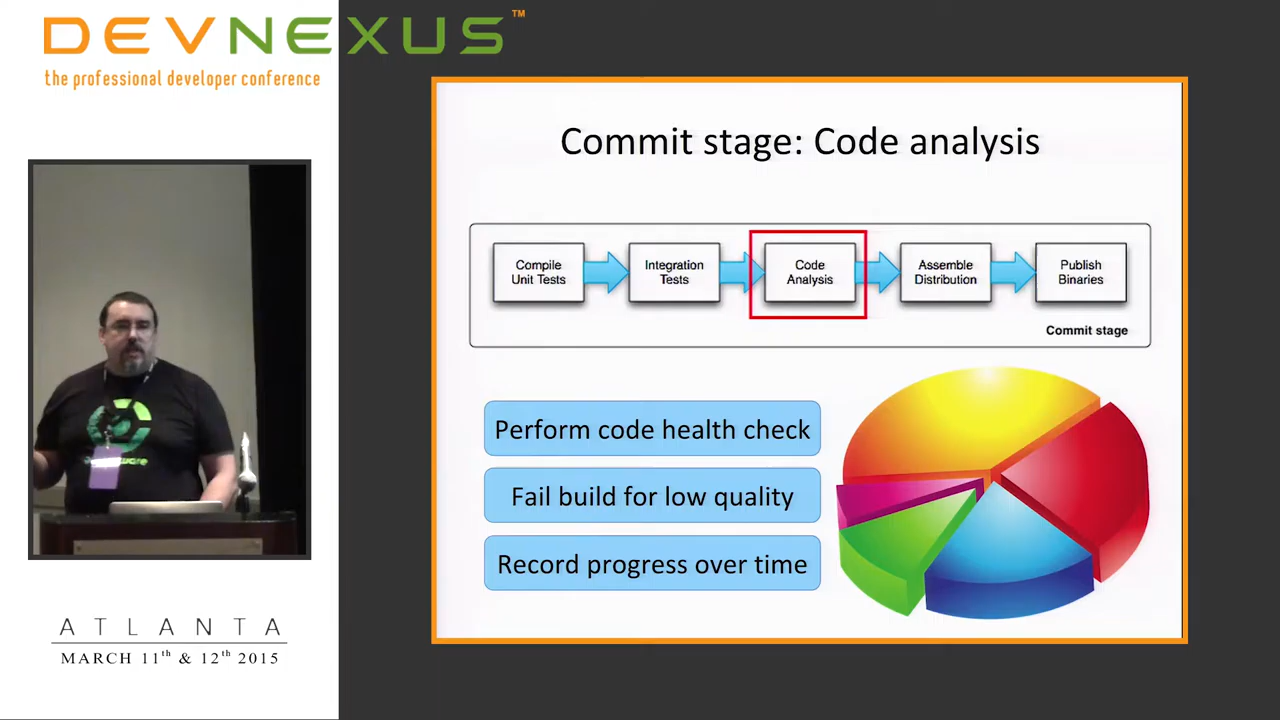 DEVNEXUS™
the professional developer conference
Commit stage: Code analysis
Compile
Unit Tests
Integration
Tests
Code
Analysis
Assemble
Distribution
Publish
Binaries
Commit stage
Perform code health check
Fail build for low quality
Record progress over time
ATLANTA
MARCH 11th & 12th 2015